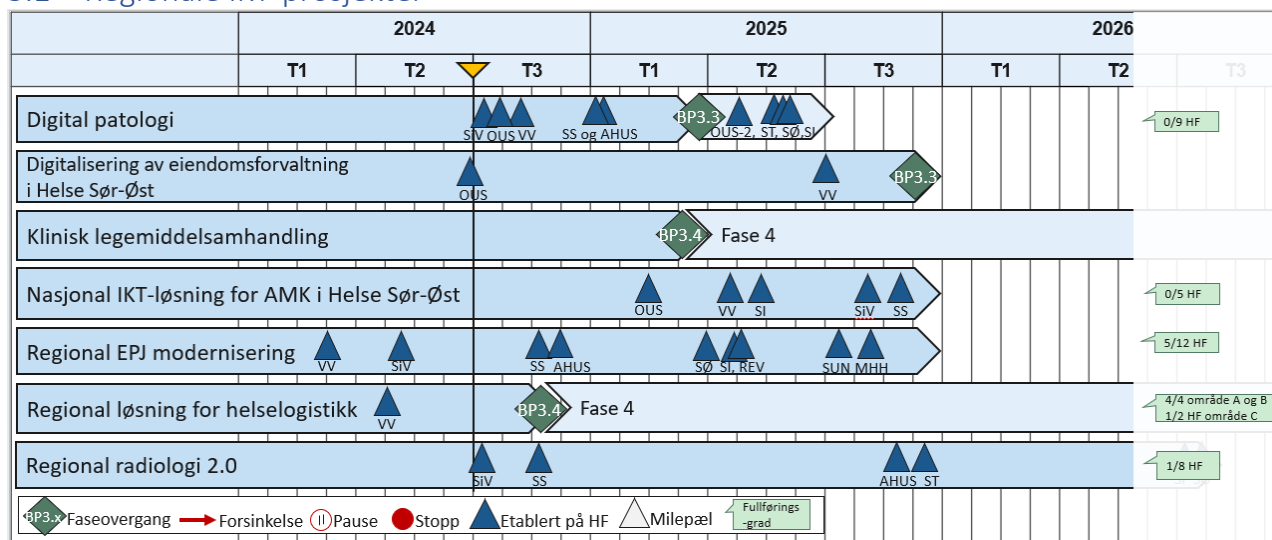 2024 2025 2026
T1 T2 T3 T1 T2 T3 T1 T2 T3
Digital patologi
BP3.3
SiV OUS VV SS og AHUS OUS-2, ST, SØ,SI
0/9 HF
Digitalisering av eiendomsforvaltning
i Helse Sør-Øst
BP3.3
OUS VV
Klinisk legemiddelsamhandling
BP3.4
Fase 4
Nasjonal IKT-løsning for AMK i Helse Sør-Øst
OUS VV SI SiV SS
0/5 HF
Regional EPJ modernisering
VV SiV SS AHUS SØ SI, REV SUN MHH
5/12 HF
Regional løsning for helselogistikk
VV
BP3.4
Fase 4
4/4 område A og B
1/2 HF område C
Regional radiologi 2.0
SiV SS AHUS ST
1/8 HF
BP3.x Faseovergang Forsinkelse Pause Stopp Etablert på HF Milepæl
Fullførings
-grad